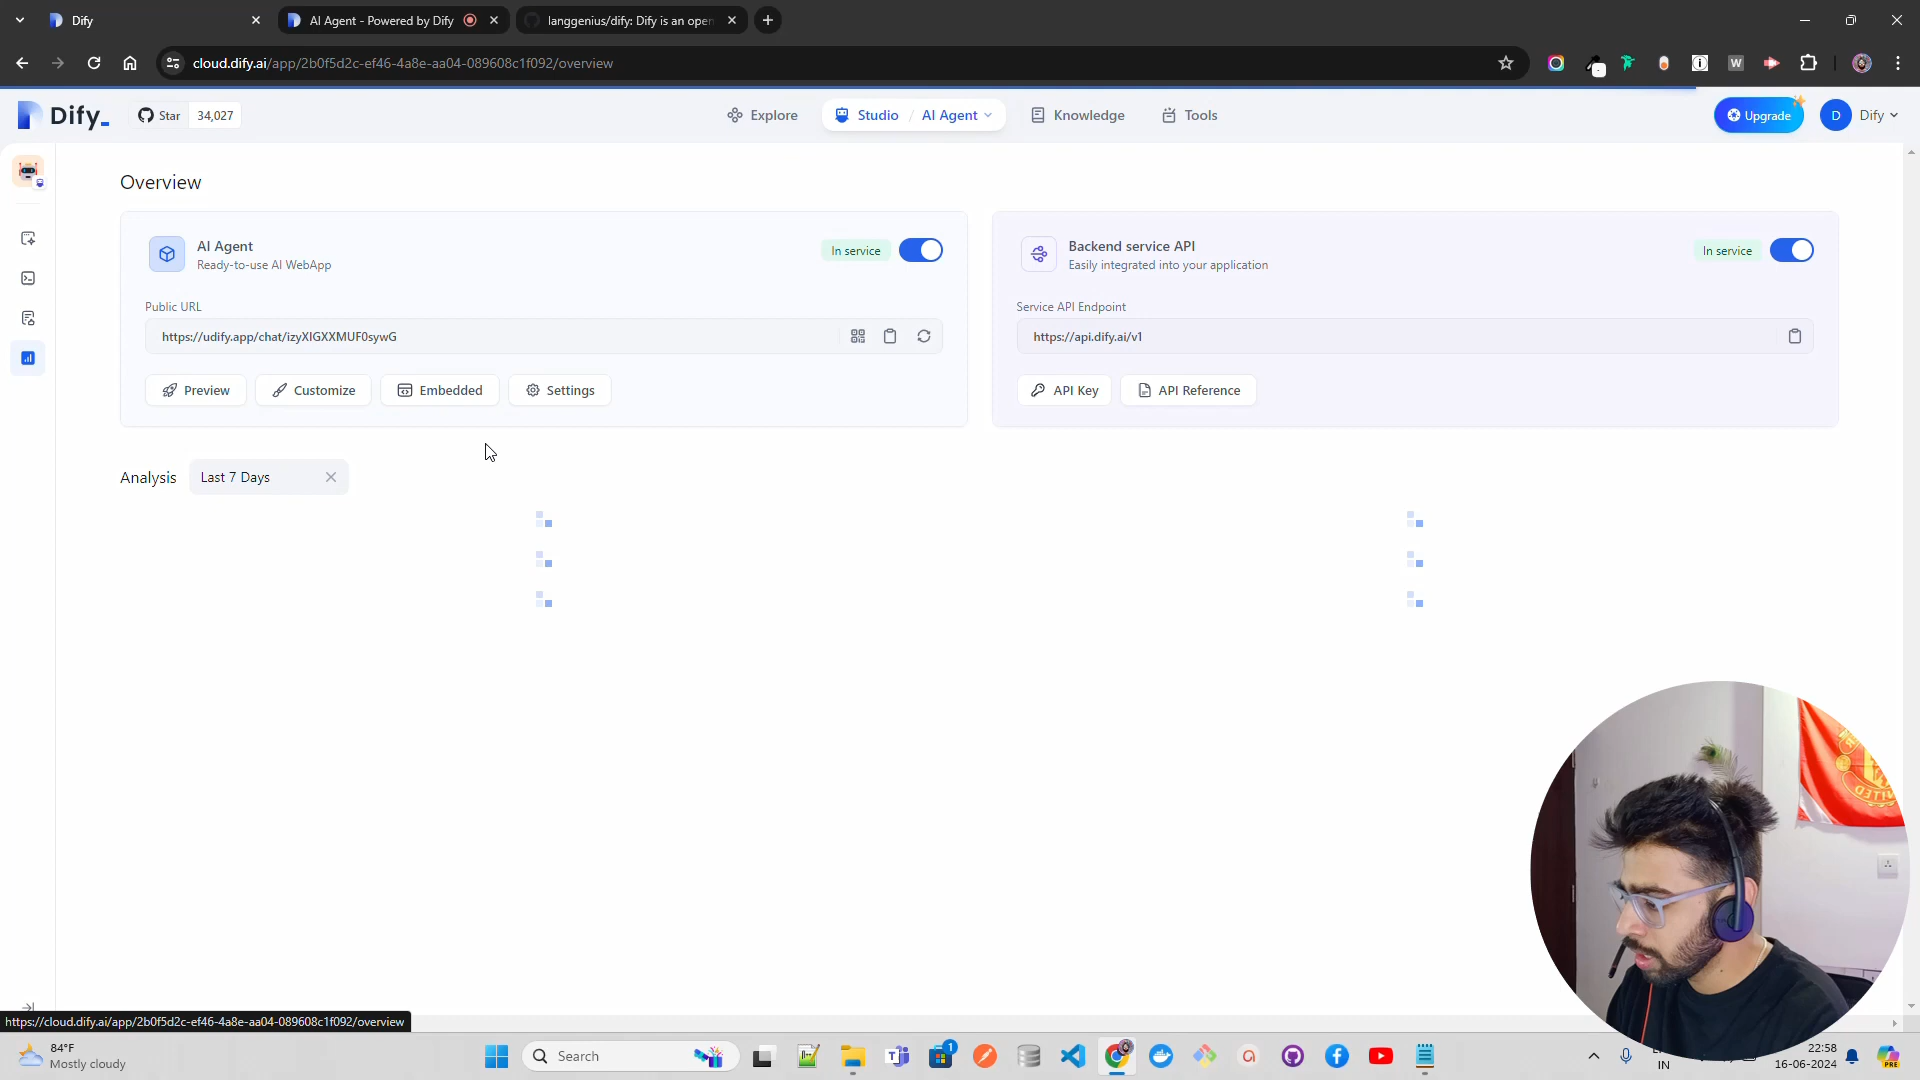 Dify
AI Agent - Powered by Dify
langgenius/dify: Dify is an open
cloud.dify.ai/app/2b0f5d2c-ef46-4a8e-aa04-089608c1f092/overview
Dify_
Star 34,027
Explore
Studio / AI Agent
Knowledge
Tools
Upgrade
D Dify
Overview
AI Agent
Ready-to-use AI WebApp
In service
Public URL
https://udify.app/chat/izyXIGXXMUF0sywG
Preview Customize Embedded Settings
Backend service API
Easily integrated into your application
In service
Service API Endpoint
https://api.dify.ai/v1
API Key API Reference
Analysis Last 7 Days
https://cloud.dify.ai/app/2b0f5d2c-ef46-4a8e-aa04-089608c1f092/overview
84°F
Mostly cloudy
Search
1
IN
22:58
16-06-2024
PRE